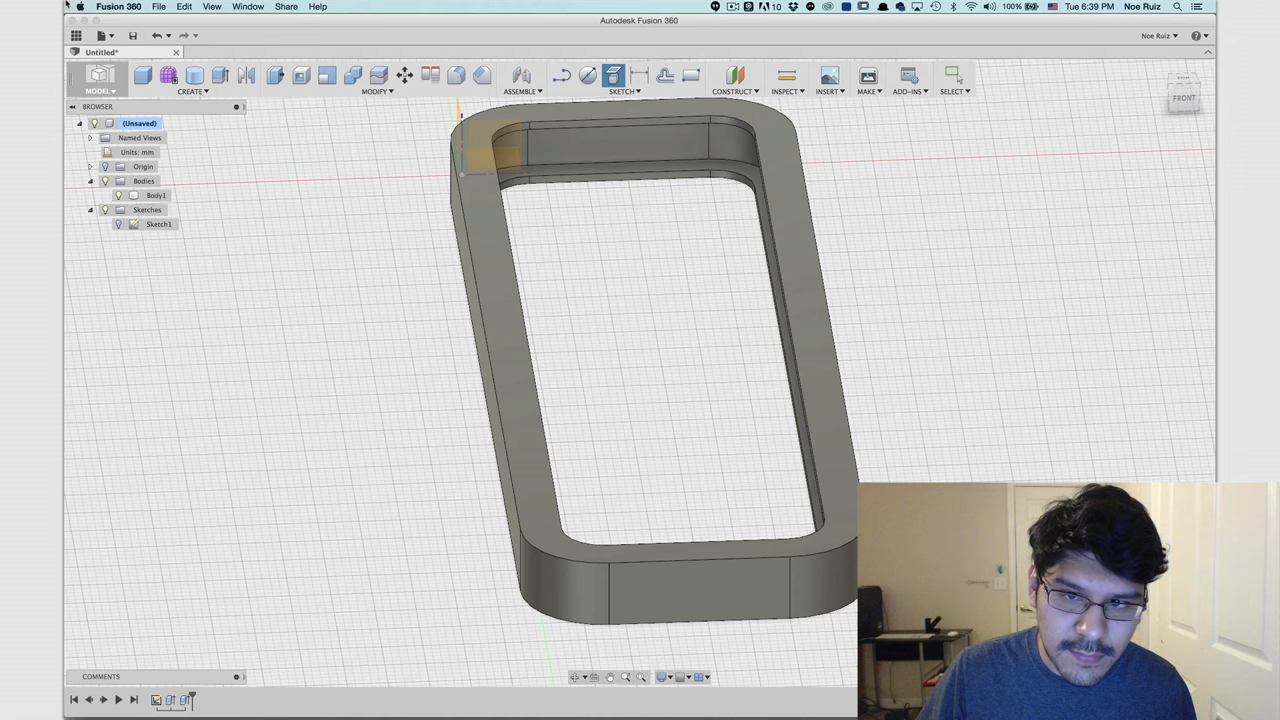 Fusion 360 File Edit View Window Share Help 10 100% Tue 6:39 PM Noe Ruiz
Autodesk Fusion 360
Noe Ruiz
Untitled*
MODEL CREATE MODIFY ASSEMBLE SKETCH CONSTRUCT INSPECT INSERT MAKE ADD-INS SELECT
BROWSER
FRONT
(Unsaved)
Named Views
Units: mm
Origin
Bodies
Body1
Sketches
Sketch1
COMMENTS